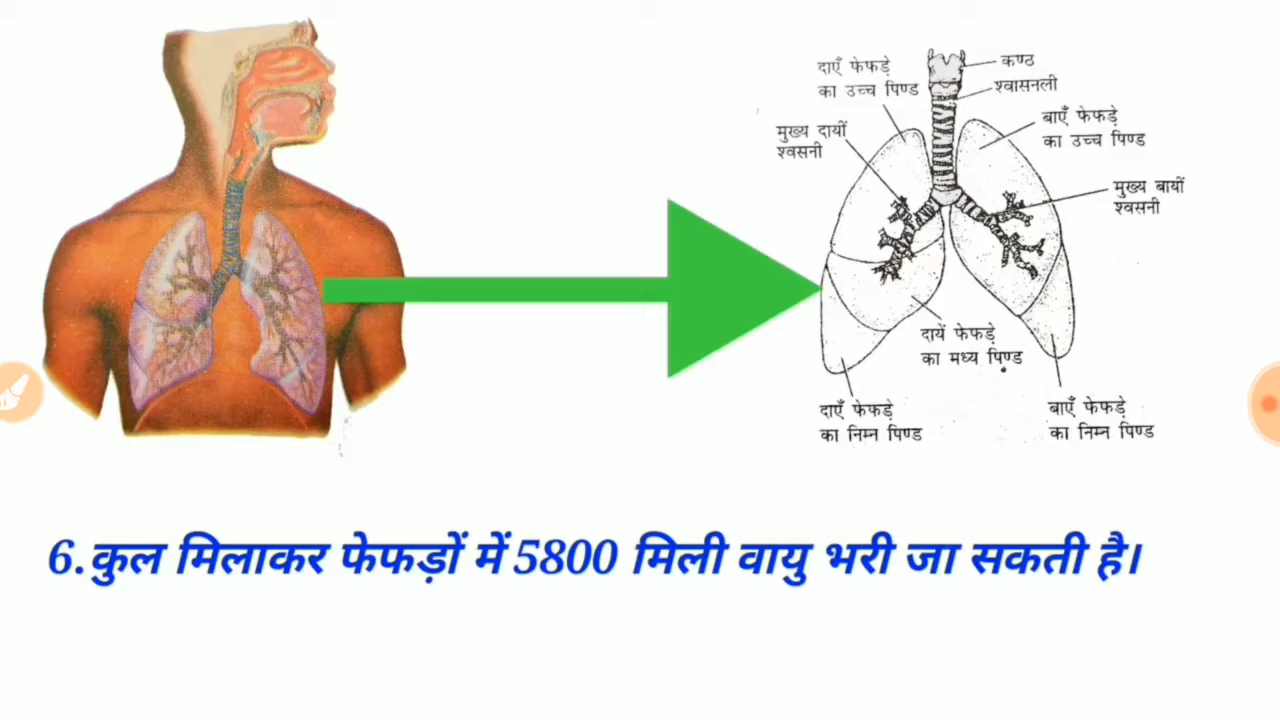 दाएँ फेफड़े
का उच्च पिण्ड
कण्ठ
श्वासनली
बाएँ फेफड़े
का उच्च पिण्ड
मुख्य दायीं
श्वसनी
मुख्य बायीं
श्वसनी
दायें फेफड़े
का मध्य पिण्ड
दाएँ फेफड़े
का निम्न पिण्ड
बाएँ फेफड़े
का निम्न पिण्ड
6.कुल मिलाकर फेफड़ों में 5800 मिली वायु भरी जा सकती है।